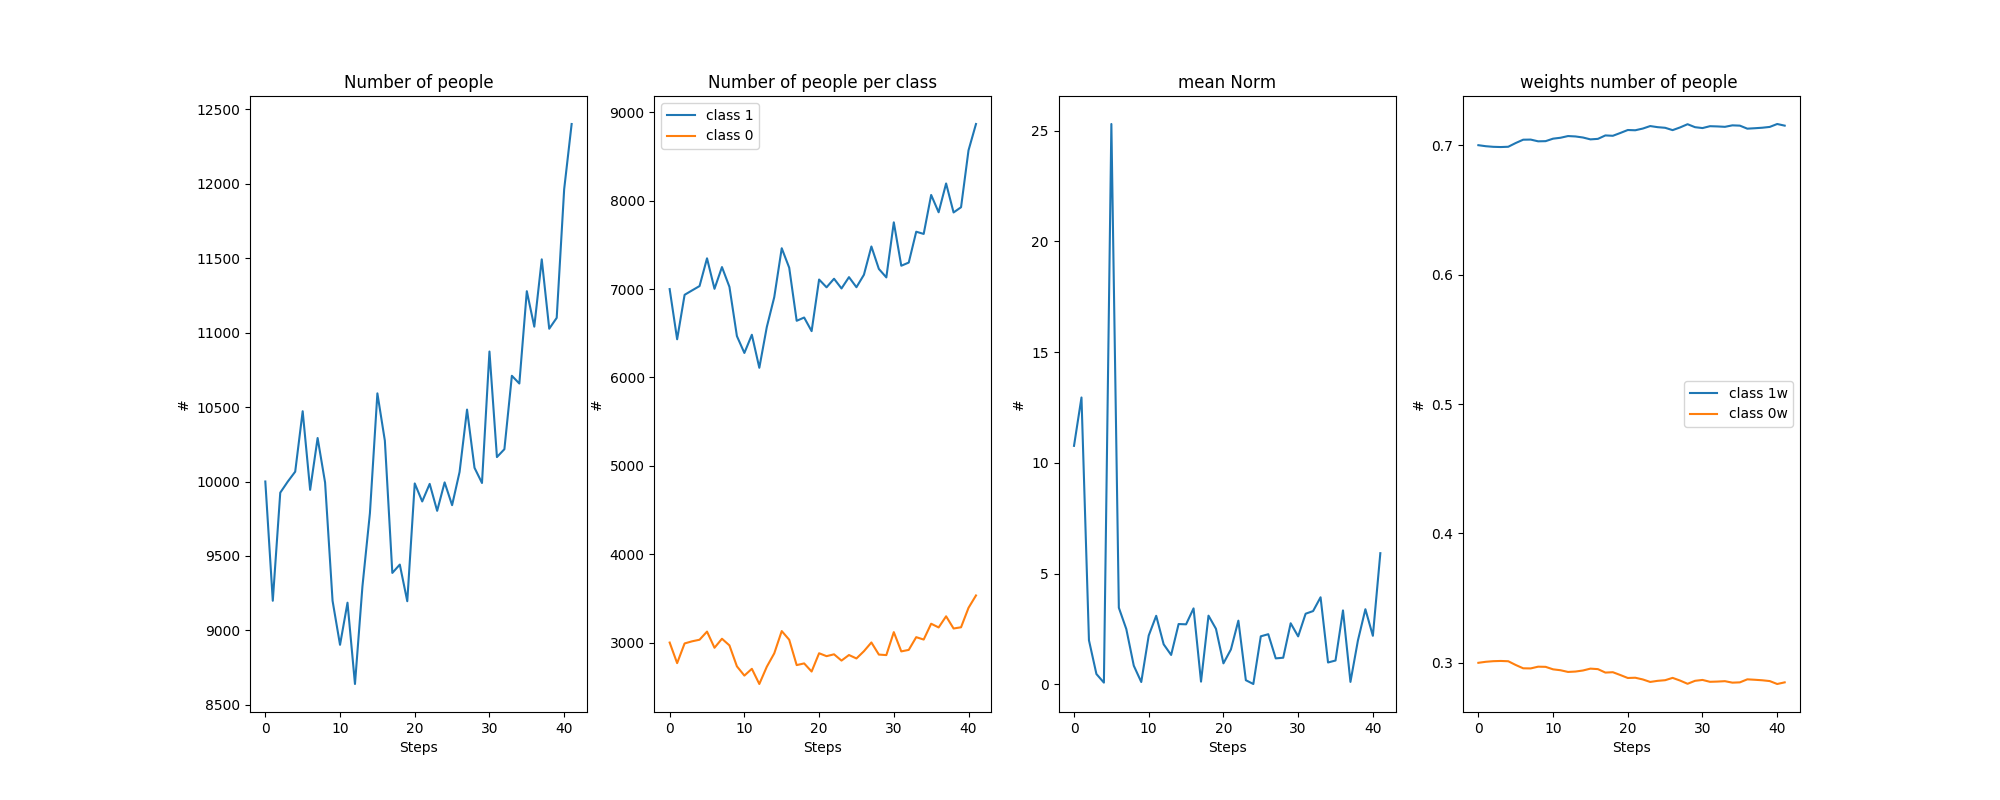 Number of people
12500
12000
11500
11000
10500
10000
9500
9000
8500
#
0 10 20 30 40
Steps
Number of people per class
class 1
class 0
9000
8000
7000
6000
5000
4000
3000
#
0 10 20 30 40
Steps
mean Norm
25
20
15
10
5
0
#
0 10 20 30 40
Steps
weights number of people
0.7
0.6
0.5
0.4
0.3
#
class 1w
class 0w
0 10 20 30 40
Steps